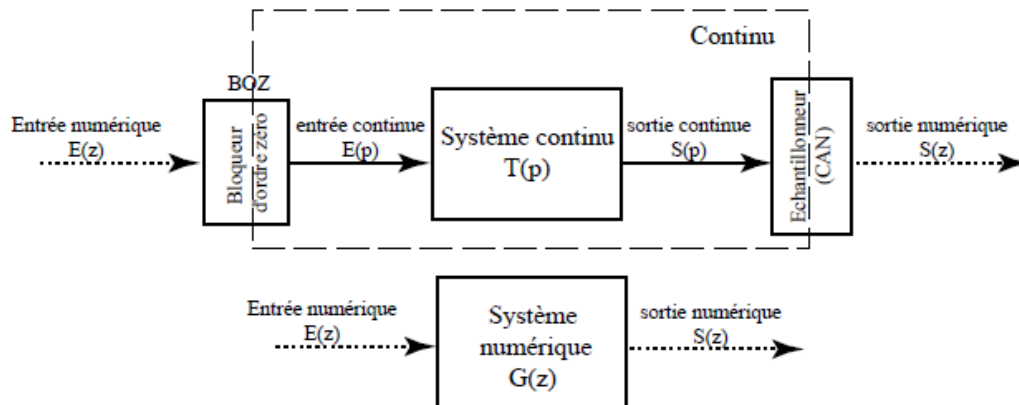 Continu
BOZ
Entrée numérique
E(z)
Bloqueur
d'ordre zéro
entrée continue
E(p)
Système continu
T(p)
sortie continue
S(p)
Echantillonneur
(CAN)
sortie numérique
S(z)
Entrée numérique
E(z)
Système
numérique
G(z)
sortie numérique
S(z)